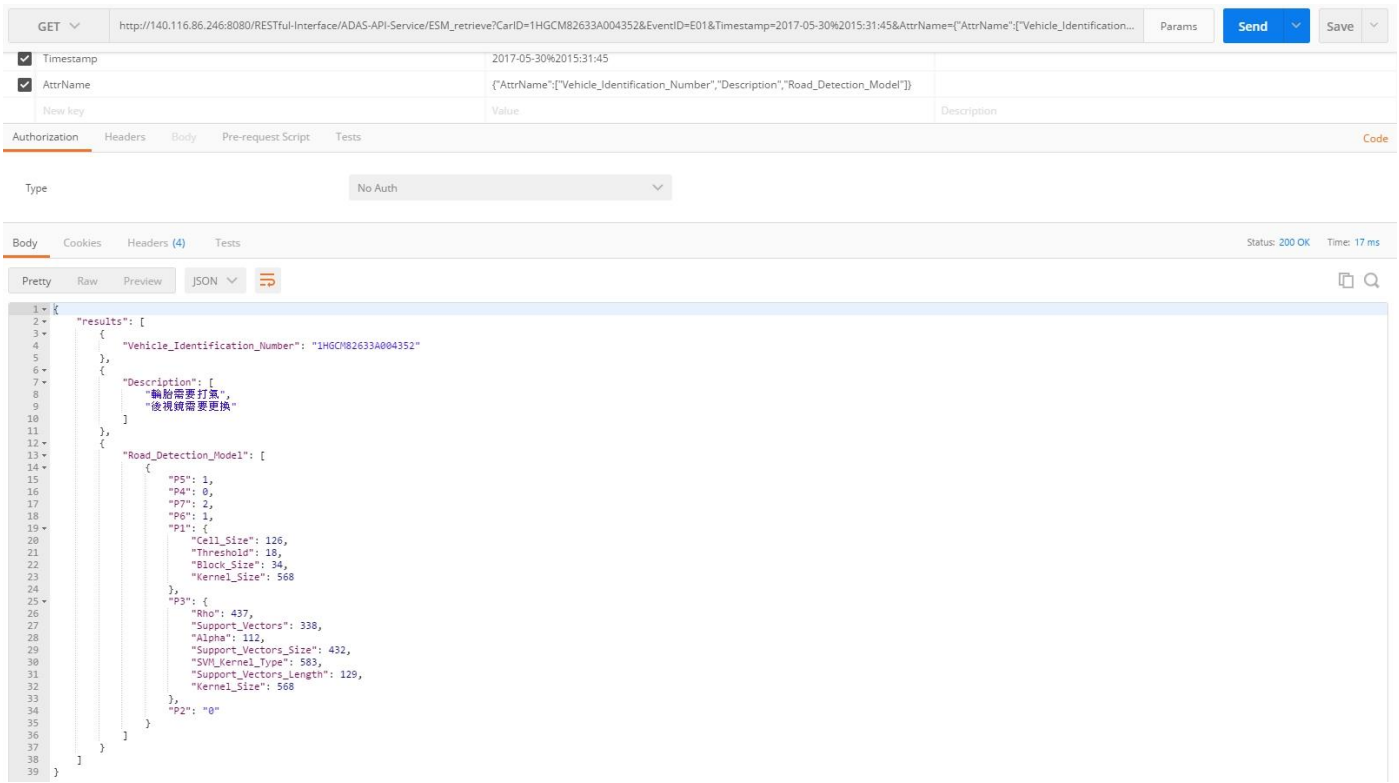 GET http://140.116.86.246:8080/RESTful-Interface/ADAS-API-Service/ESM_retrieve?CarID=1HGCM82633A004352&EventID=E01&Timestamp=2017-05-30%2015:31:45&AttrName={"AttrName":["Vehicle_Identification... Params Send Save
Timestamp 2017-05-30%2015:31:45
AttrName {"AttrName":["Vehicle_Identification_Number","Description","Road_Detection_Model"]}
New key Value Description
Authorization Headers Body Pre-request Script Tests Code
Type No Auth
Body Cookies Headers (4) Tests Status: 200 OK Time: 17 ms
Pretty Raw Preview JSON
1 {
2 "results": [
3 {
4 "Vehicle_Identification_Number": "1HGCM82633A004352"
5 },
6 {
7 "Description": [
8 "輪胎需要打氣",
9 "後視鏡需要更換"
10 ]
11 },
12 {
13 "Road_Detection_Model": [
14 {
15 "P5": 1,
16 "P4": 0,
17 "P7": 2,
18 "P6": 1,
19 "P1": {
20 "Cell_Size": 126,
21 "Threshold": 18,
22 "Block_Size": 34,
23 "Kernel_Size": 568
24 },
25 "P3": {
26 "Rho": 437,
27 "Support_Vectors": 338,
28 "Alpha": 112,
29 "Support_Vectors_Size": 432,
30 "SVM_Kernel_Type": 583,
31 "Support_Vectors_Length": 129,
32 "Kernel_Size": 568
33 },
34 "P2": "0"
35 }
36 ]
37 }
38 ]
39 }